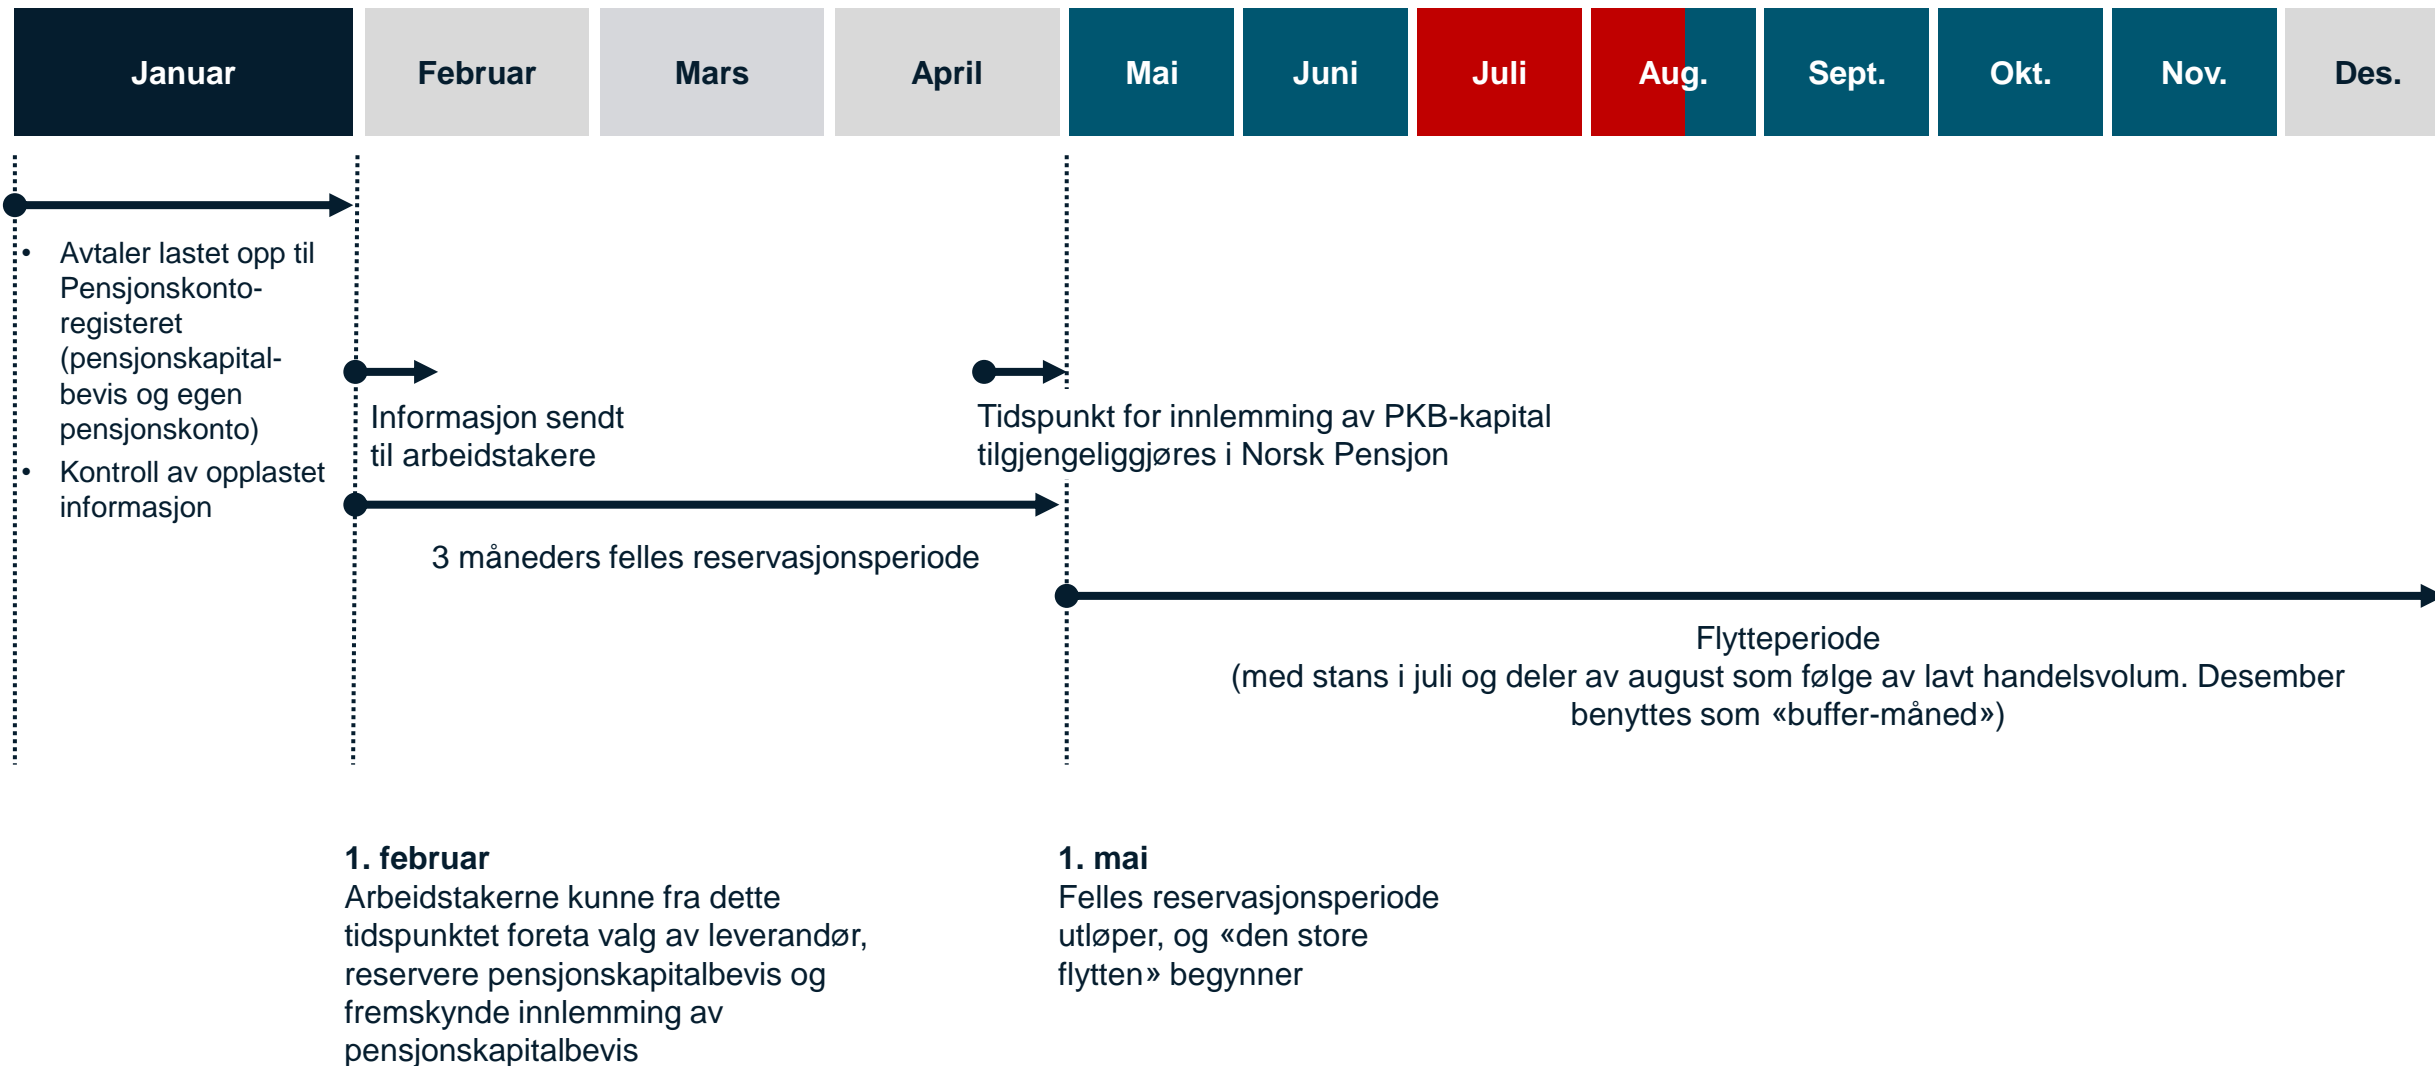 Januar
Februar
Mars
April
Mai
Juni
Juli
Aug.
Sept.
Okt.
Nov.
Des.
• Avtaler lastet opp til
Pensjonskonto-
registeret
(pensjonskapital-
bevis og egen
pensjonskonto)
• Kontroll av opplastet
informasjon
Informasjon sendt
til arbeidstakere
Tidspunkt for innlemming av PKB-kapital
tilgjengeliggjøres i Norsk Pensjon
3 måneders felles reservasjonsperiode
Flytteperiode
(med stans i juli og deler av august som følge av lavt handelsvolum. Desember
benyttes som «buffer-måned»)
1. februar
Arbeidstakerne kunne fra dette
tidspunktet foreta valg av leverandør,
reservere pensjonskapitalbevis og
fremskynde innlemming av
pensjonskapitalbevis
1. mai
Felles reservasjonsperiode
utløper, og «den store
flytten» begynner